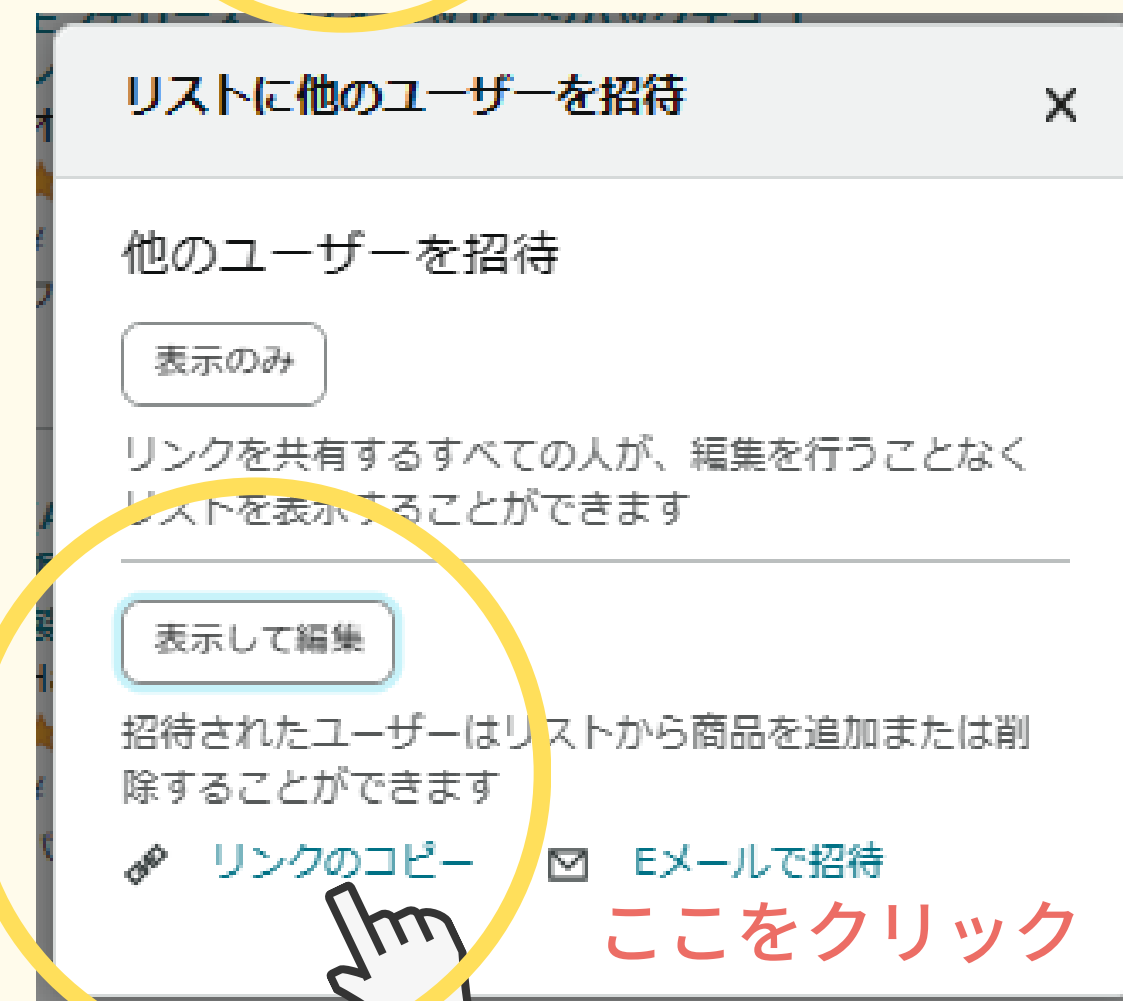 リストに他のユーザーを招待
他のユーザーを招待
表示のみ
リンクを共有するすべての人が、編集を行うことなく
リストを表示することができます
表示して編集
招待されたユーザーはリストから商品を追加または削
除することができます
リンクのコピー
Eメールで招待
ここをクリック